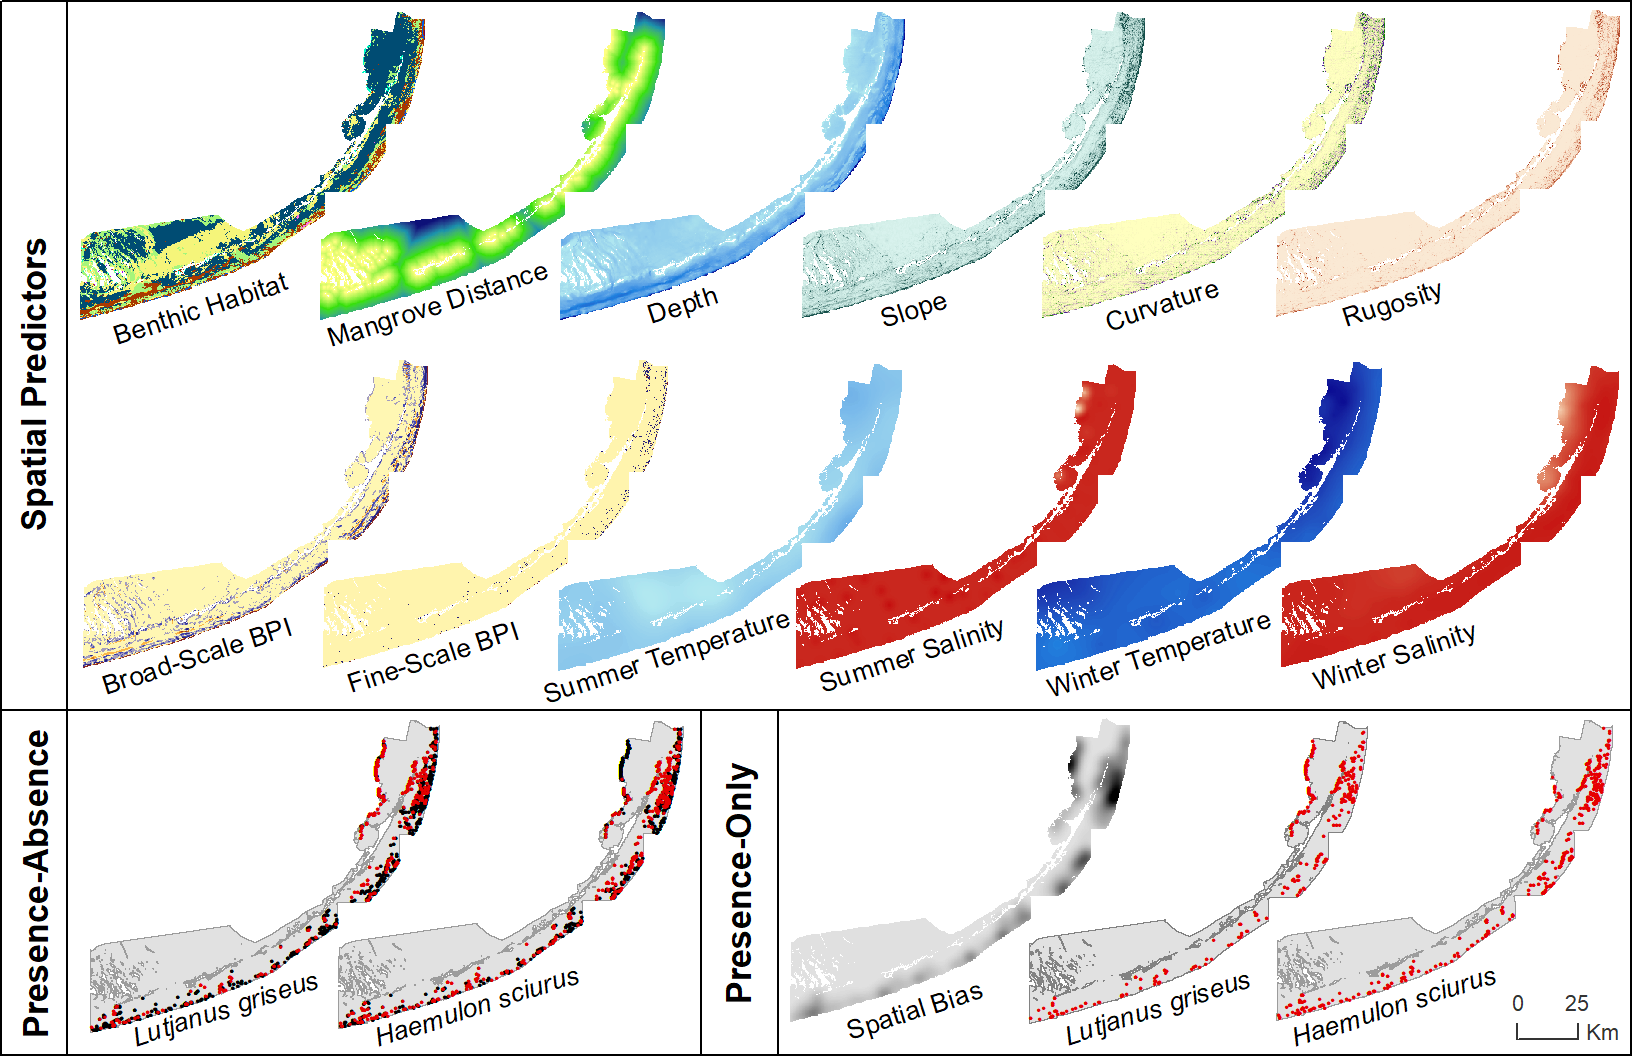 Spatial Predictors
Benthic Habitat
Mangrove Distance
Depth
Slope
Curvature
Rugosity
Broad-Scale BPI
Fine-Scale BPI
Summer Temperature
Summer Salinity
Winter Temperature
Winter Salinity
Presence-Absence
Lutjanus griseus
Haemulon sciurus
Presence-Only
Spatial Bias
Lutjanus griseus
Haemulon sciurus
0 25
Km